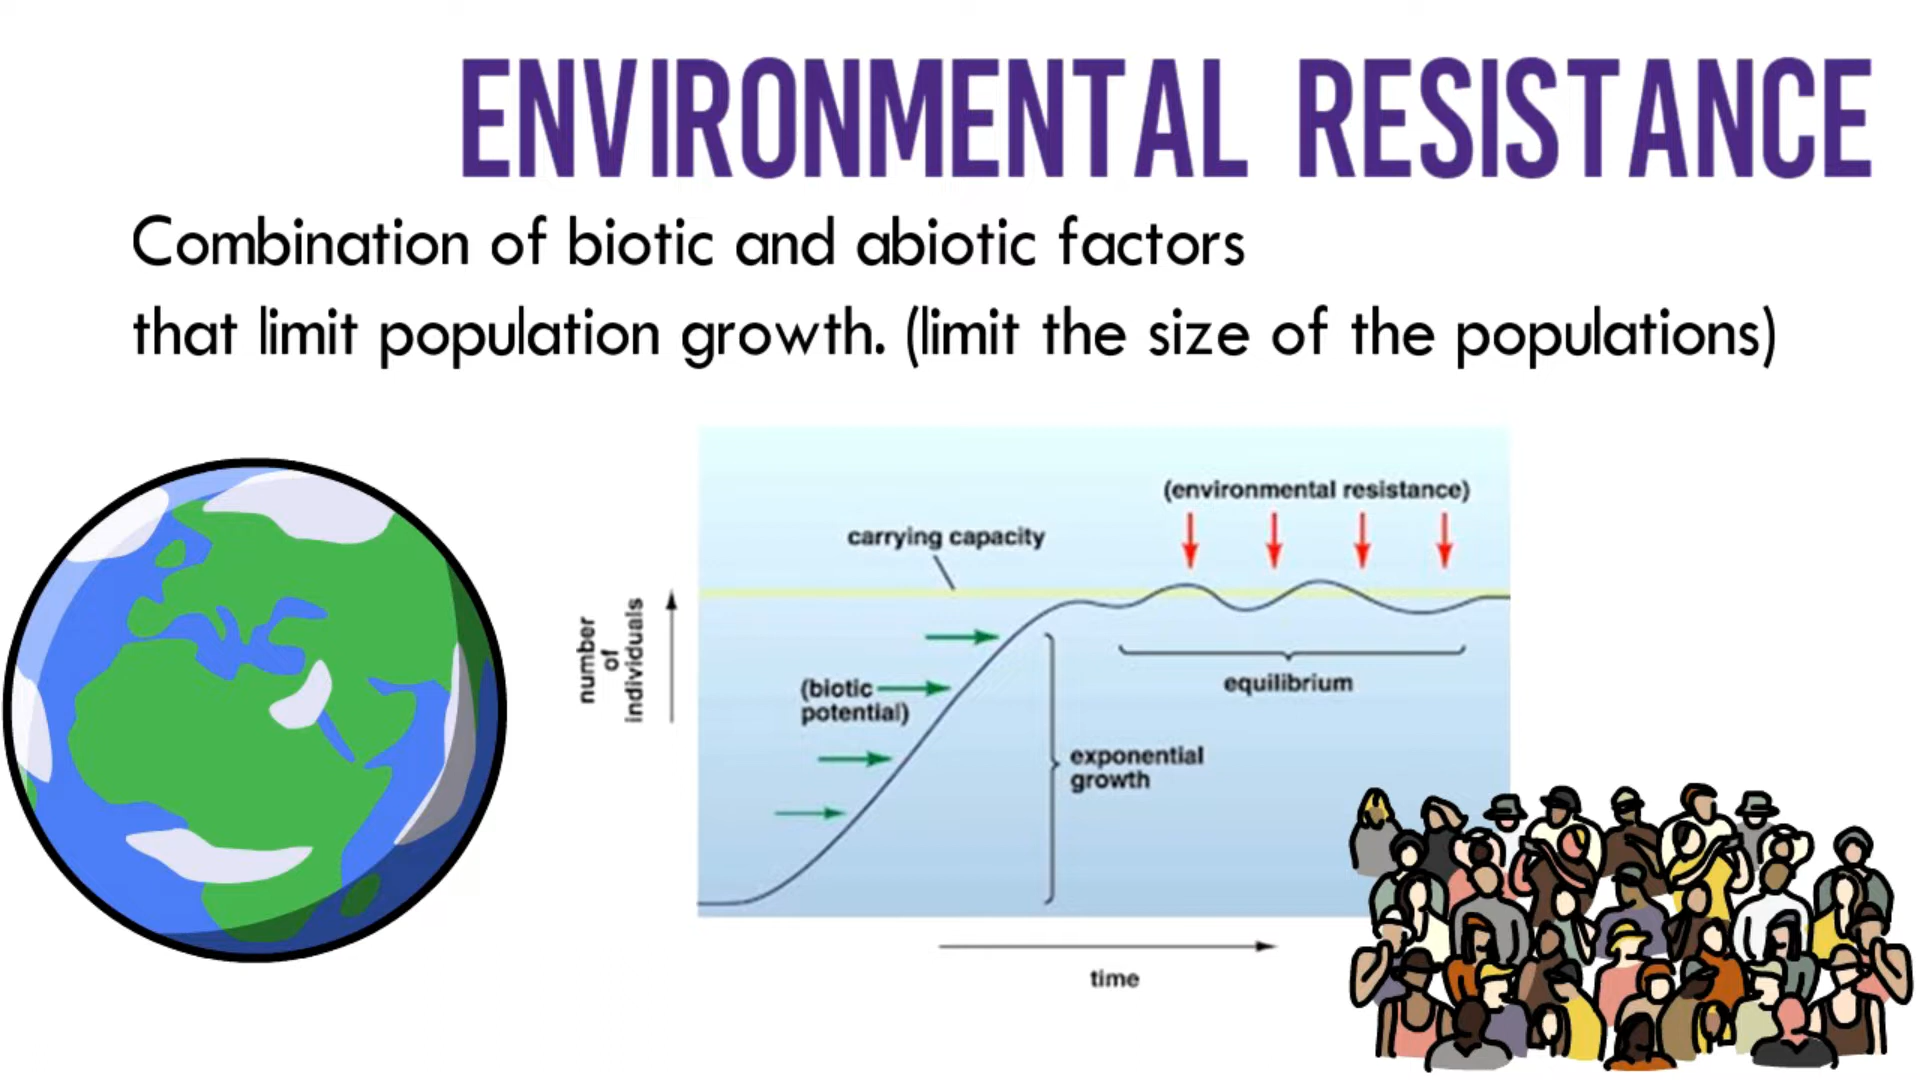 ENVIRONMENTAL RESISTANCE
Combination of biotic and abiotic factors
that limit population growth. (limit the size of the populations)
(environmental resistance)
carrying capacity
number
of
individuals
(biotic
potential)
equilibrium
exponential
growth
time